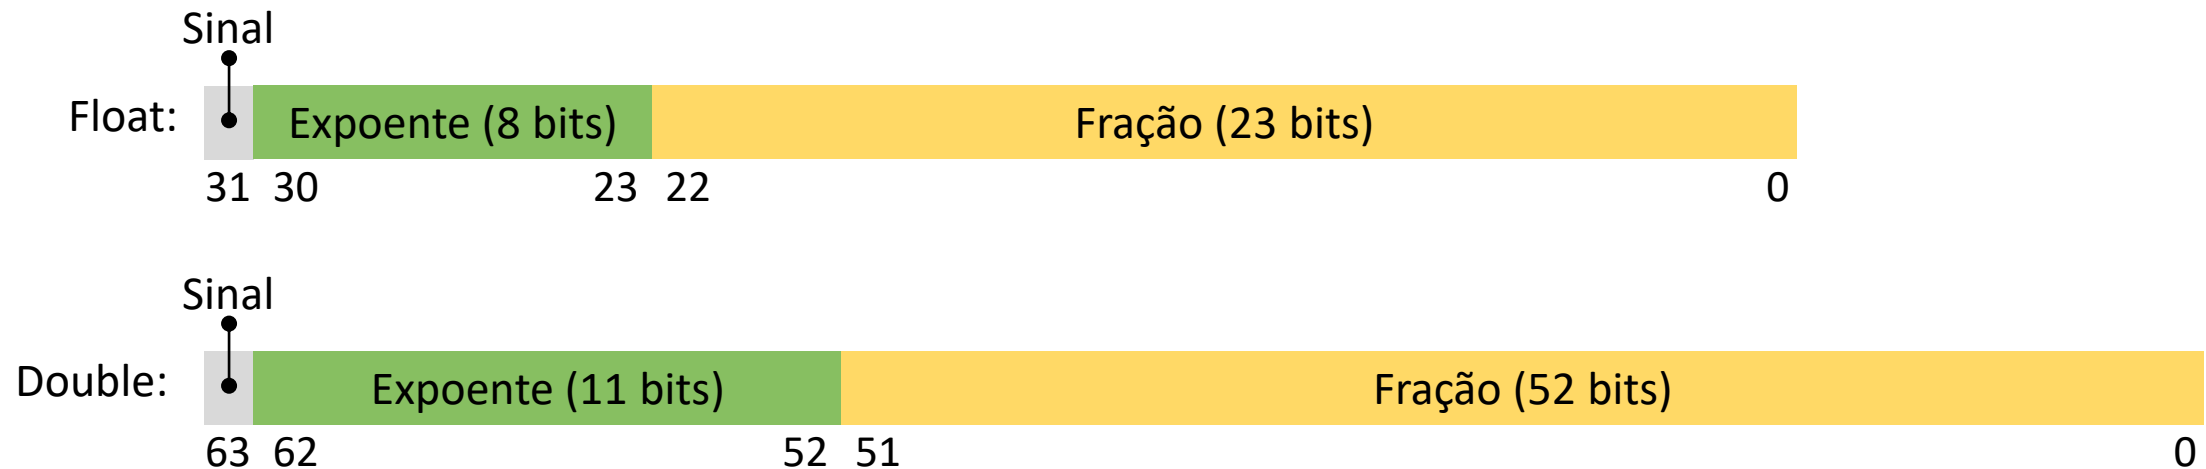 Sinal
Float: Expoente (8 bits) Fração (23 bits)
31 30 23 22 0
Sinal
Double: Expoente (11 bits) Fração (52 bits)
63 62 52 51 0